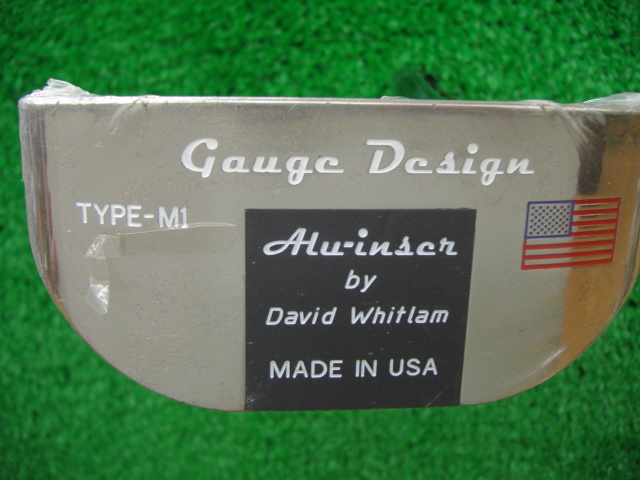 Gauge Design
TYPE-M1
Alu-inser
by
David Whitlam
MADE IN USA